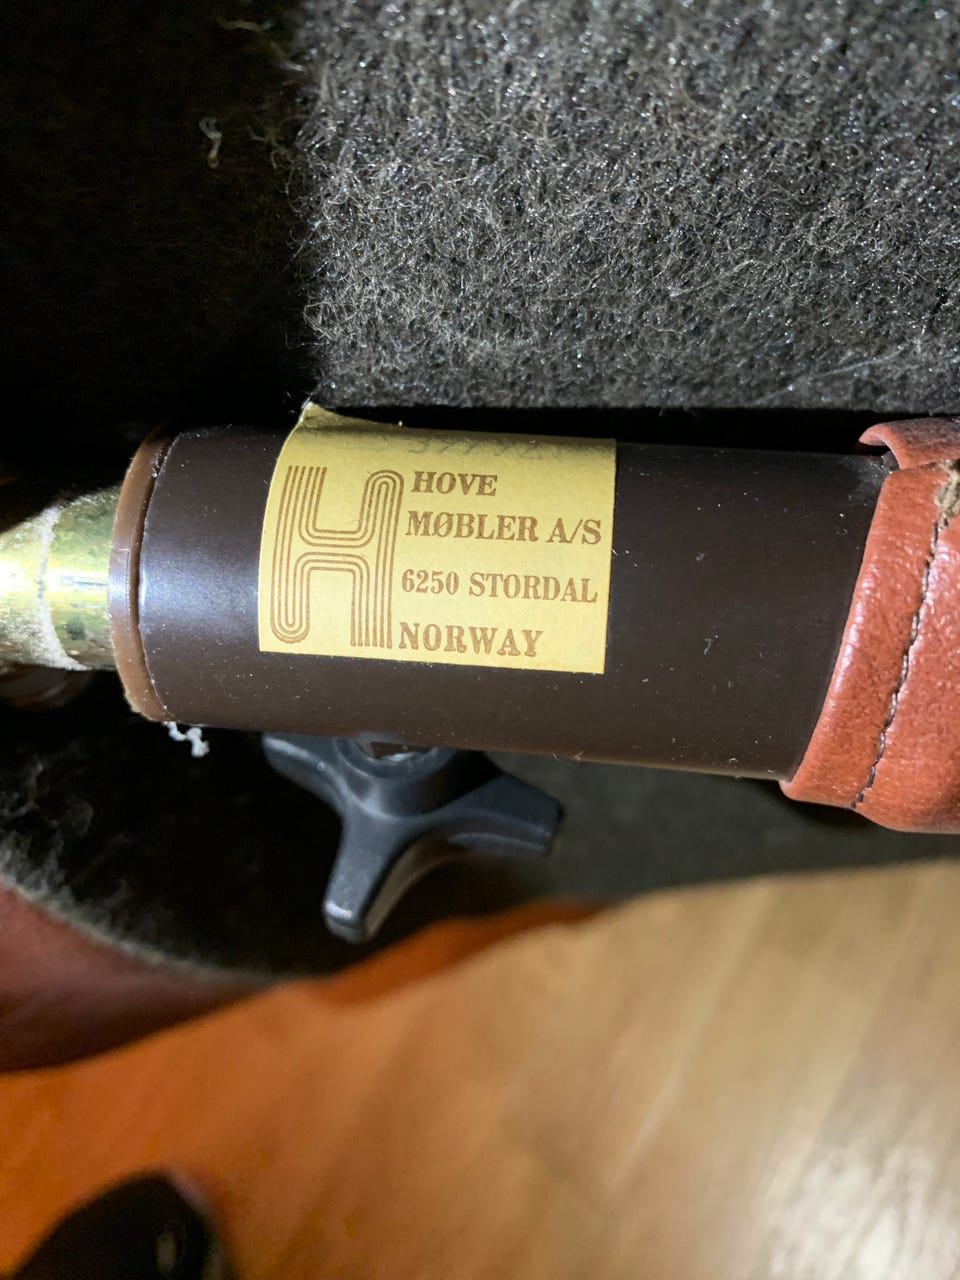 HOVE
MØBLER A/S
6250 STORDAL
NORWAY